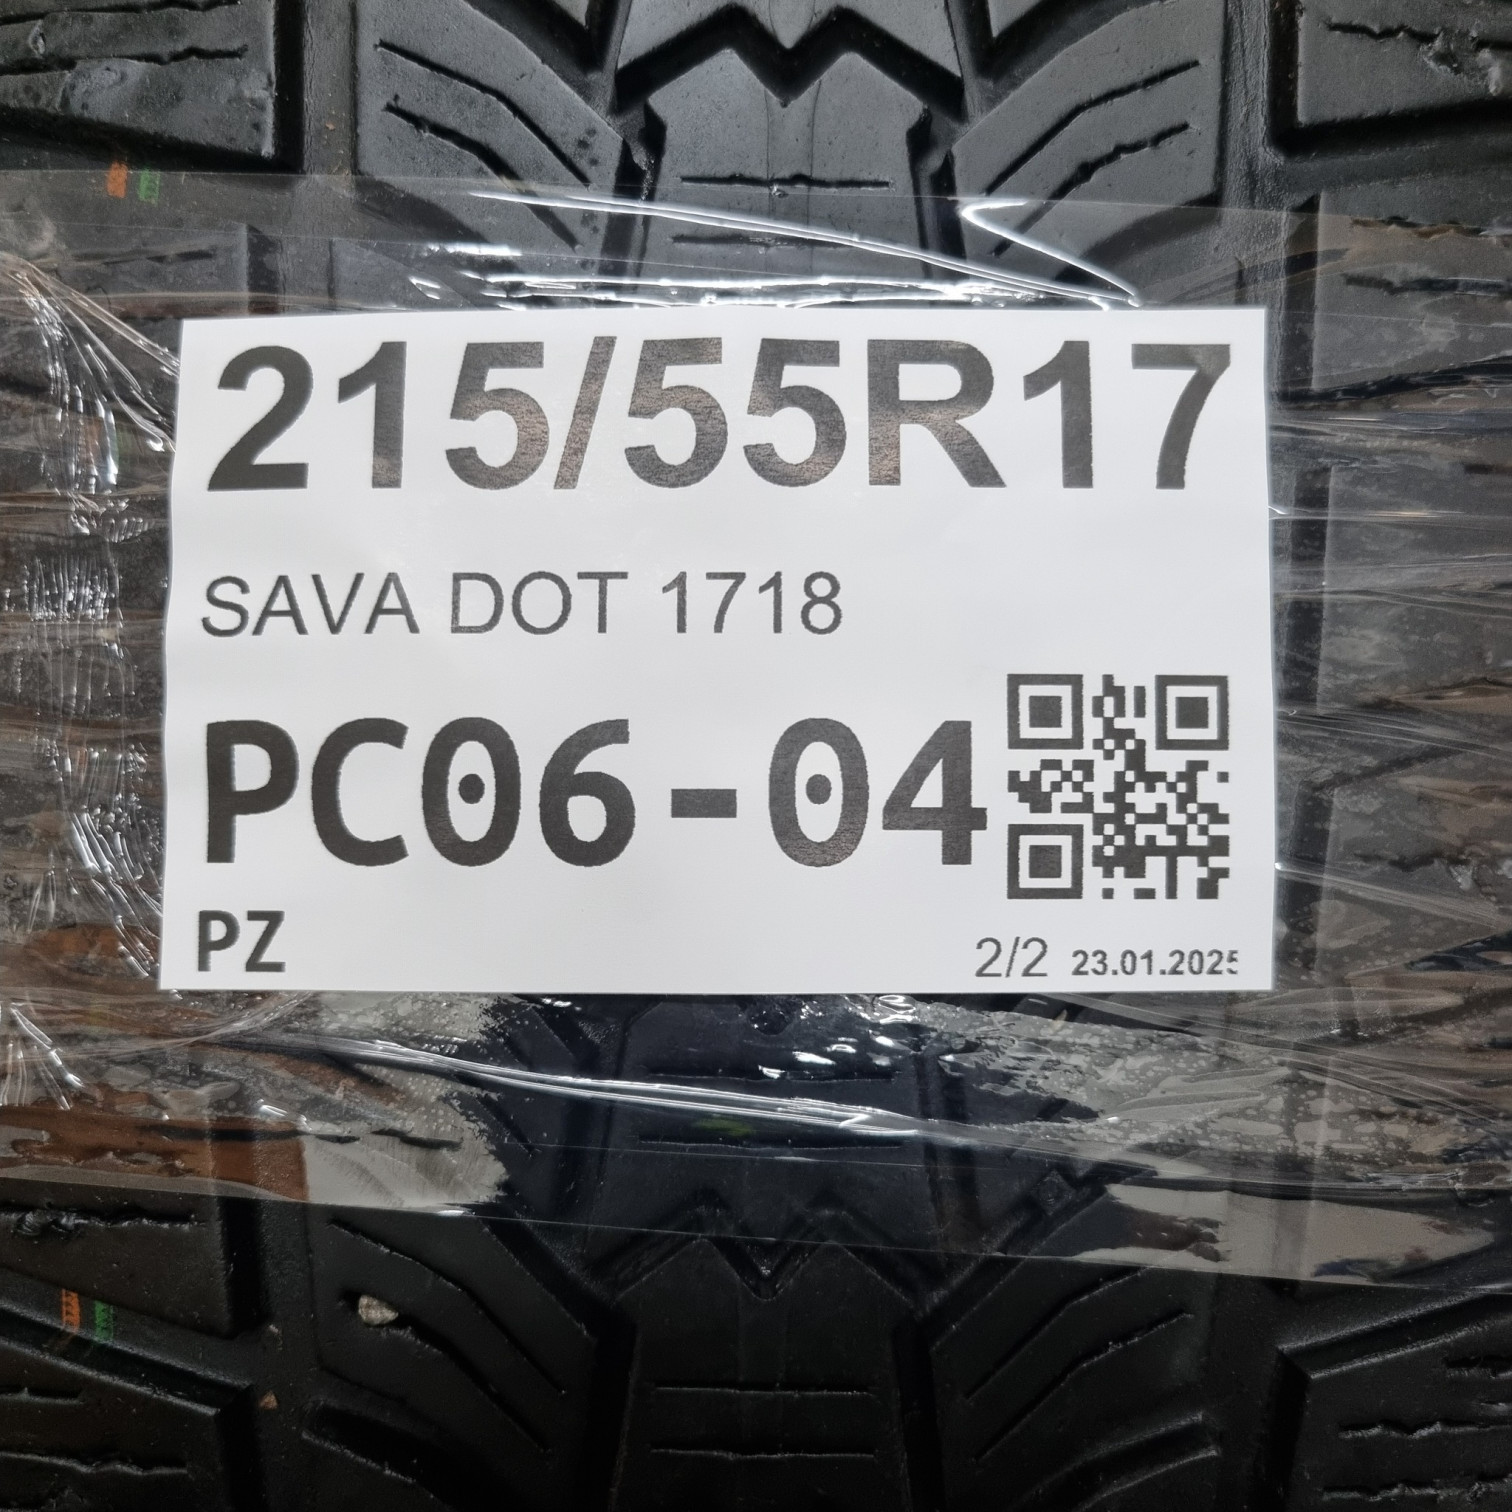 215/55R17
SAVA DOT 1718
PC06-04
PZ
2/2 23.01.2025